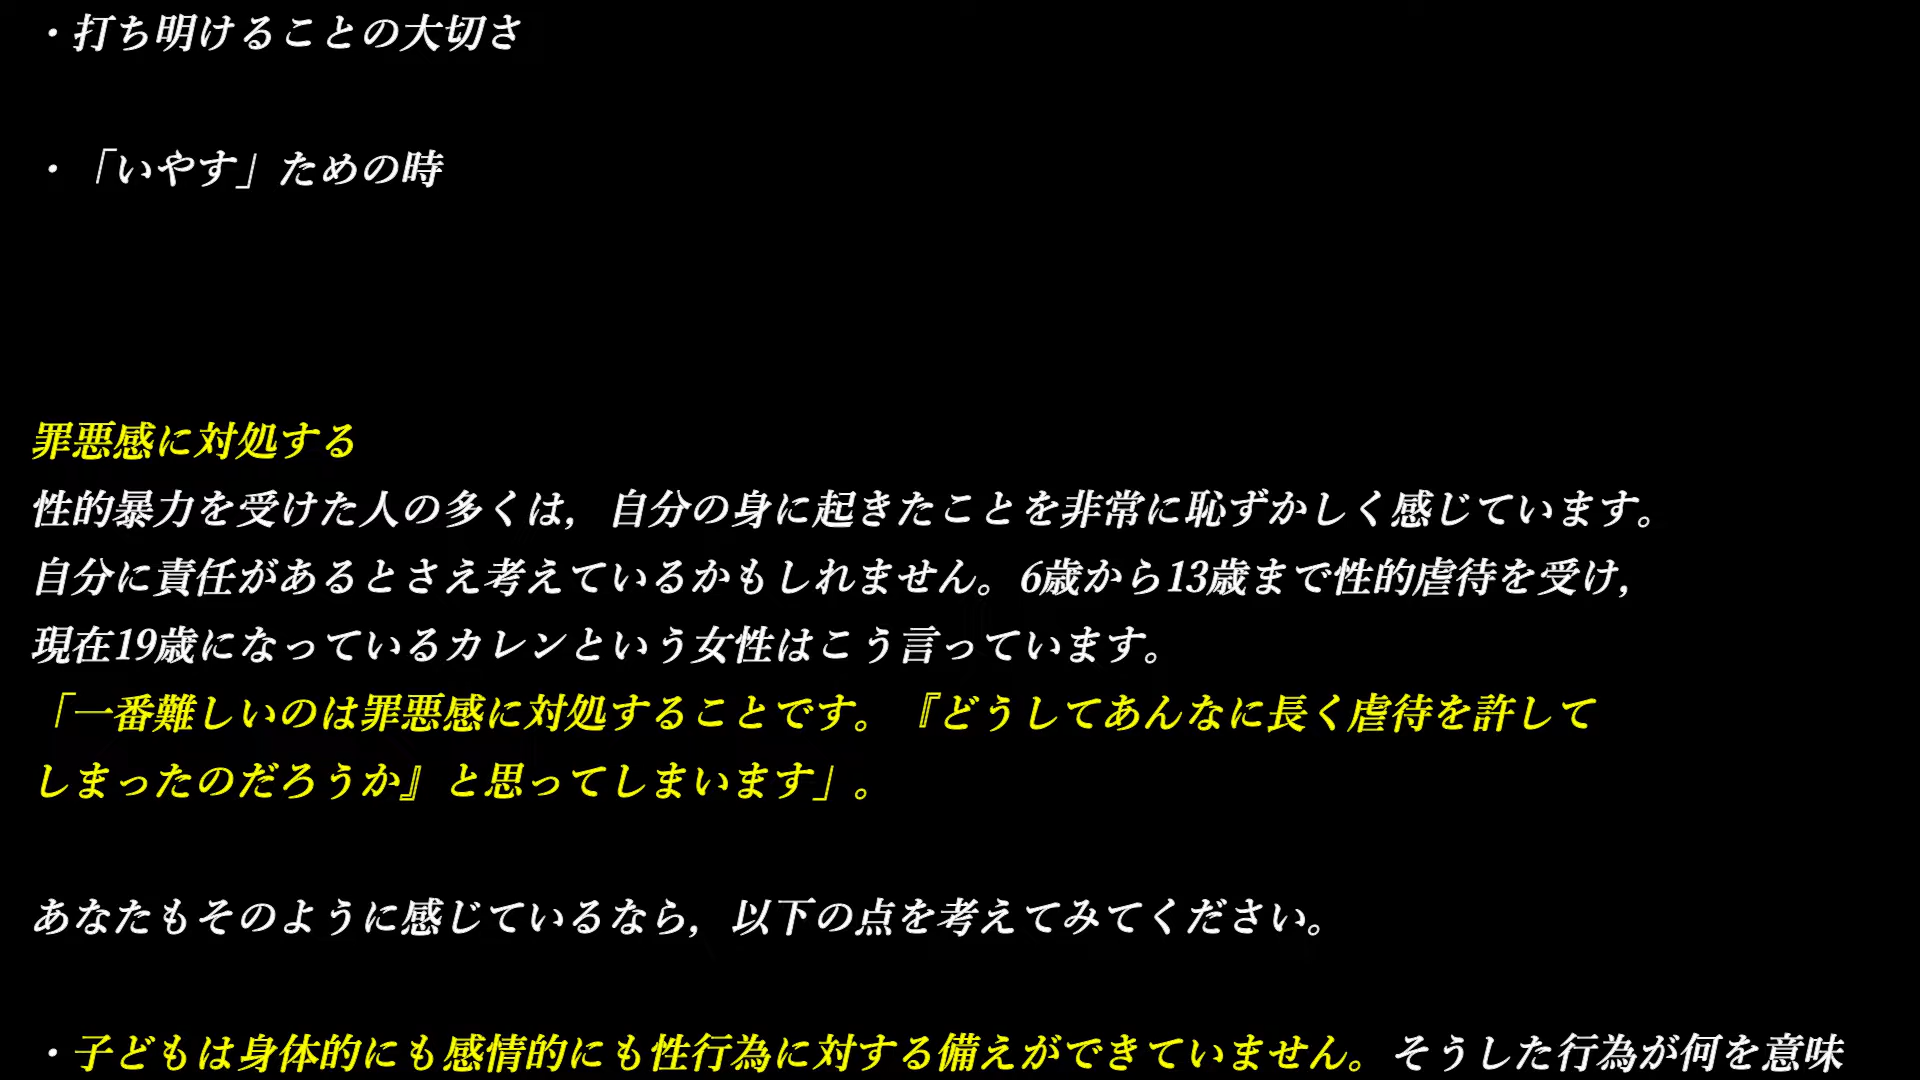 ・打ち明けることの大切さ
・「いやす」ための時
罪悪感に対処する
性的暴力を受けた人の多くは，自分の身に起きたことを非常に恥ずかしく感じています。
自分に責任があるとさえ考えているかもしれません。6歳から13歳まで性的虐待を受け，
現在19歳になっているカレンという女性はこう言っています。
「一番難しいのは罪悪感に対処することです。『どうしてあんなに長く虐待を許して
しまったのだろうか』と思ってしまいます」。
あなたもそのように感じているなら，以下の点を考えてみてください。
・子どもは身体的にも感情的にも性行為に対する備えができていません。そうした行為が何を意味